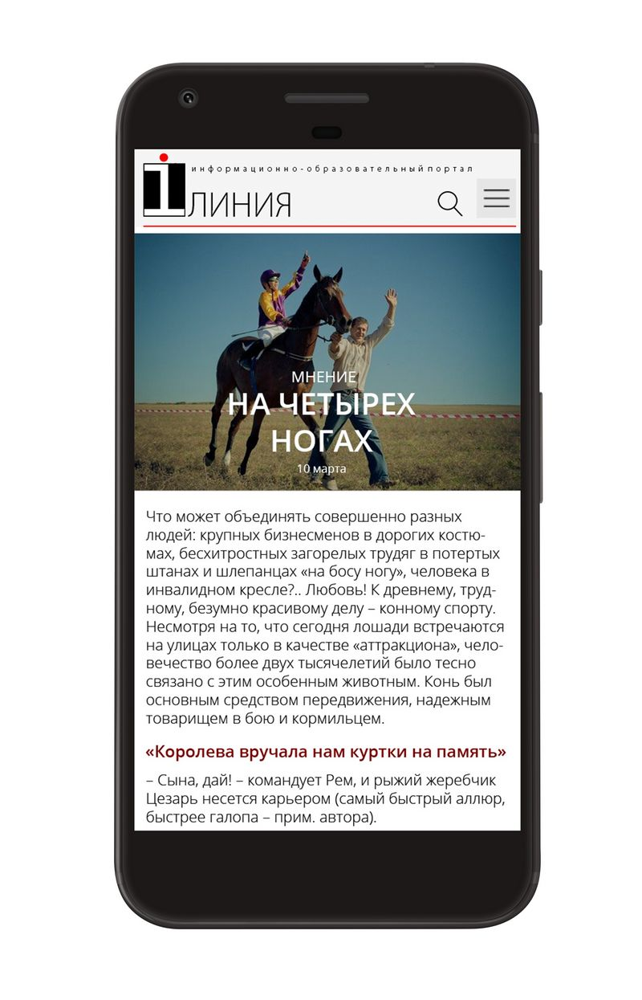 информационно-образовательный портал
i ЛИНИЯ
МНЕНИЕ
НА ЧЕТЫРЕХ
НОГАХ
10 марта
Что может объединять совершенно разных
людей: крупных бизнесменов в дорогих костю-
мах, бесхитростных загорелых трудяг в потертых
штанах и шлепанцах «на босу ногу», человека в
инвалидном кресле?.. Любовь! К древнему, труд-
ному, безумно красивому делу – конному спорту.
Несмотря на то, что сегодня лошади встречаются
на улицах только в качестве «аттракциона», чело-
вечество более двух тысячелетий было тесно
связано с этим особенным животным. Конь был
основным средством передвижения, надежным
товарищем в бою и кормильцем.
«Королева вручала нам куртки на память»
– Сына, дай! – командует Рем, и рыжий жеребчик
Цезарь несется карьером (самый быстрый аллюр,
быстрее галопа – прим. автора).